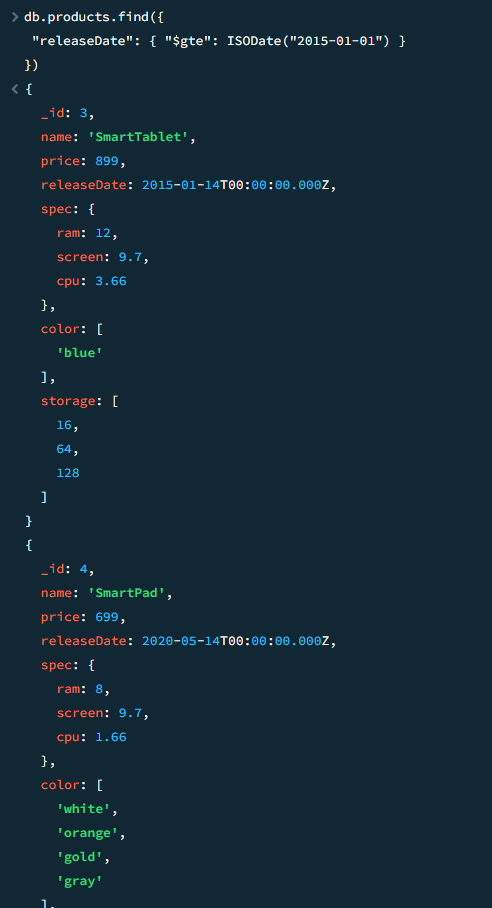 > db.products.find({
"releaseDate": { "$gte": ISODate("2015-01-01") }
})
< {
_id: 3,
name: 'SmartTablet',
price: 899,
releaseDate: 2015-01-14T00:00:00.000Z,
spec: {
ram: 12,
screen: 9.7,
cpu: 3.66
},
color: [
'blue'
],
storage: [
16,
64,
128
]
}
{
_id: 4,
name: 'SmartPad',
price: 699,
releaseDate: 2020-05-14T00:00:00.000Z,
spec: {
ram: 8,
screen: 9.7,
cpu: 1.66
},
color: [
'white',
'orange',
'gold',
'gray'
],